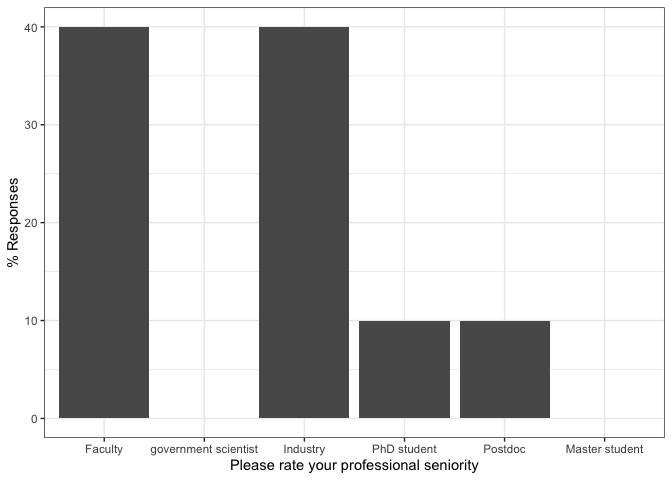 % Responses
40
30
20
10
0
Faculty government scientist Industry PhD student Postdoc Master student
Please rate your professional seniority